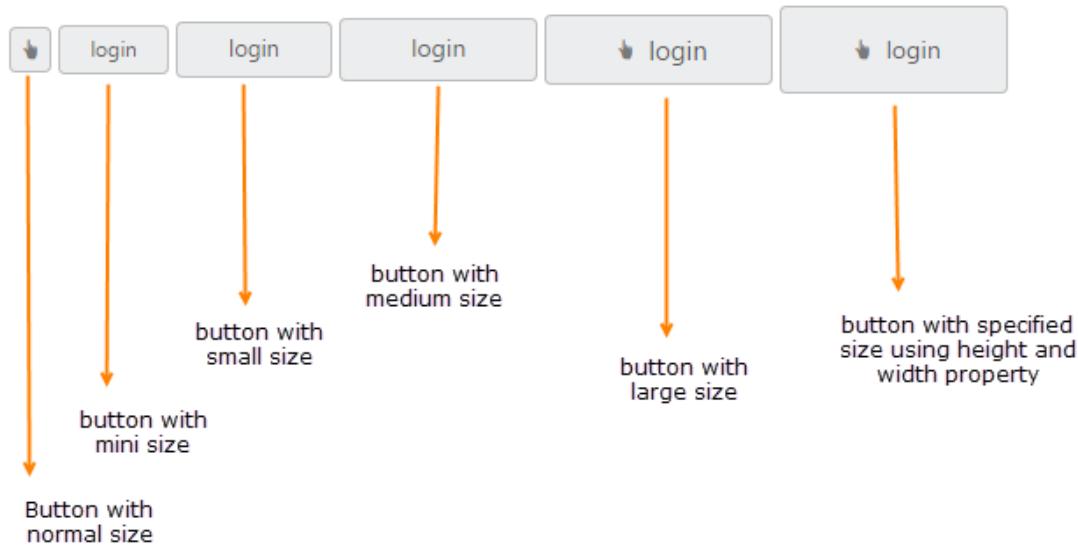 login
login
login
login
login
button with
medium size
button with
small size
button with specified
size using height and
width property
button with
large size
button with
mini size
Button with
normal size